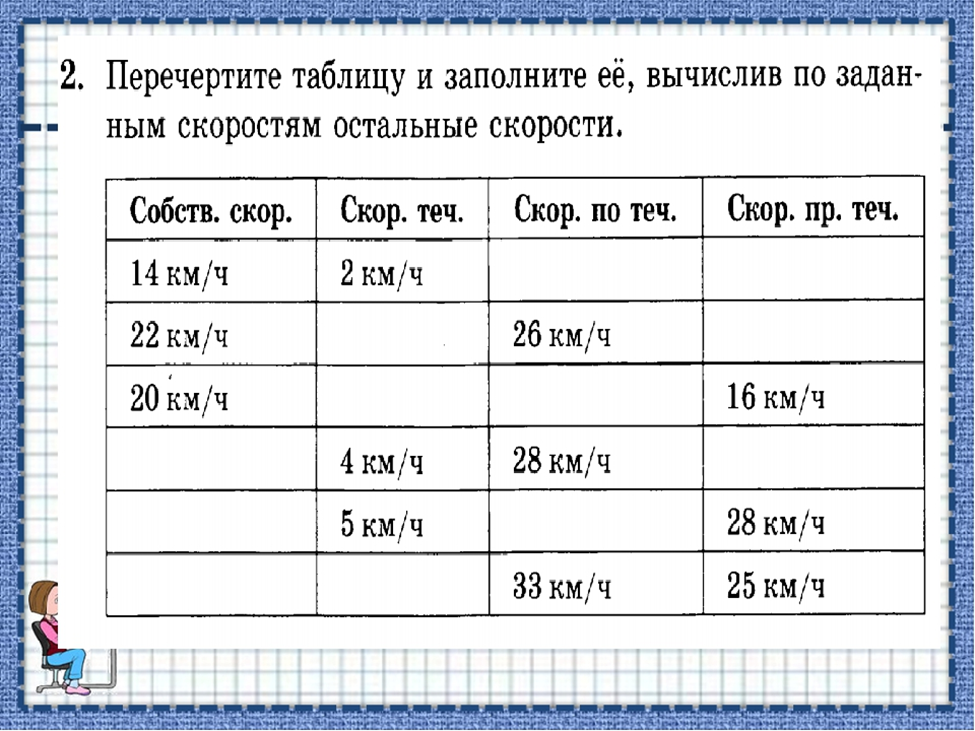 2. Перечертите таблицу и заполните её, вычислив по задан-
ным скоростям остальные скорости.
Собств. скор. Скор. теч. Скор. по теч. Скор. пр. теч.
14 км/ч 2 км/ч
22 км/ч 26 км/ч
20 км/ч 16 км/ч
4 км/ч 28 км/ч
5 км/ч 28 км/ч
33 км/ч 25 км/ч